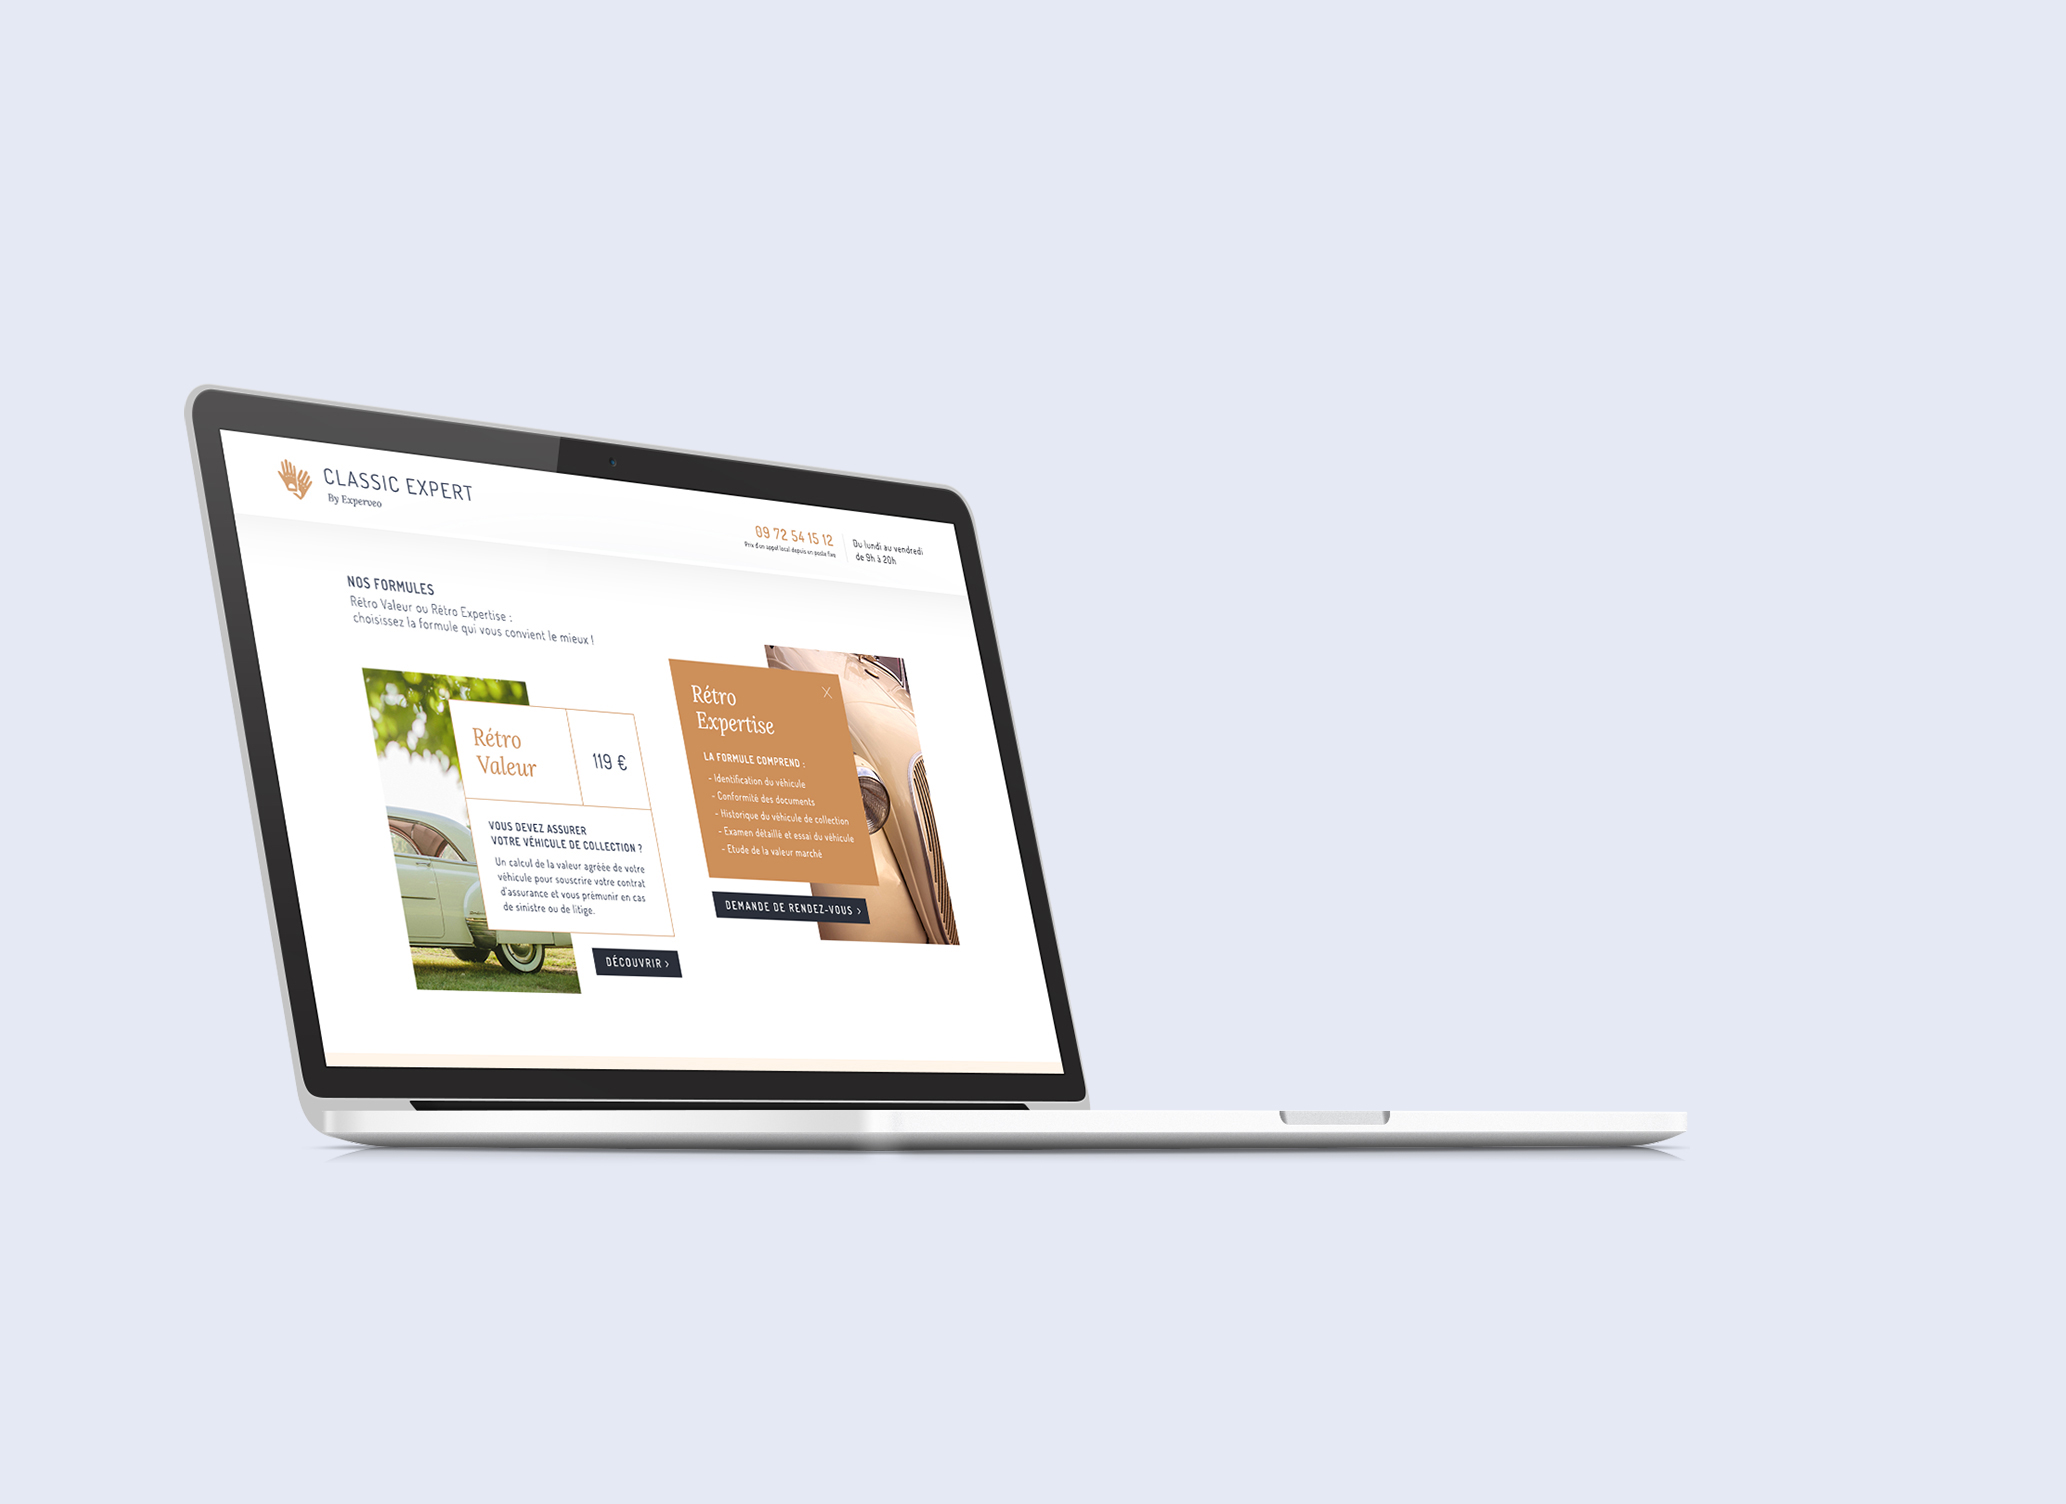 CLASSIC EXPERT
By Experveo
09 72 54 15 12
Prix d'un appel local depuis un poste fixe
Du lundi au vendredi
de 9h à 20h
NOS FORMULES
Rétro Valeur ou Rétro Expertise :
choisissez la formule qui vous convient le mieux !
Rétro
Valeur
119 €
VOUS DEVEZ ASSURER
VOTRE VÉHICULE DE COLLECTION ?
Un calcul de la valeur agréée de votre
véhicule pour souscrire votre contrat
d'assurance et vous prémunir en cas
de sinistre ou de litige.
DÉCOUVRIR >
Rétro
Expertise
X
LA FORMULE COMPREND :
- Identification du véhicule
- Conformité des documents
- Historique du véhicule de collection
- Examen détaillé et essai du véhicule
- Etude de la valeur marché
DEMANDE DE RENDEZ-VOUS >